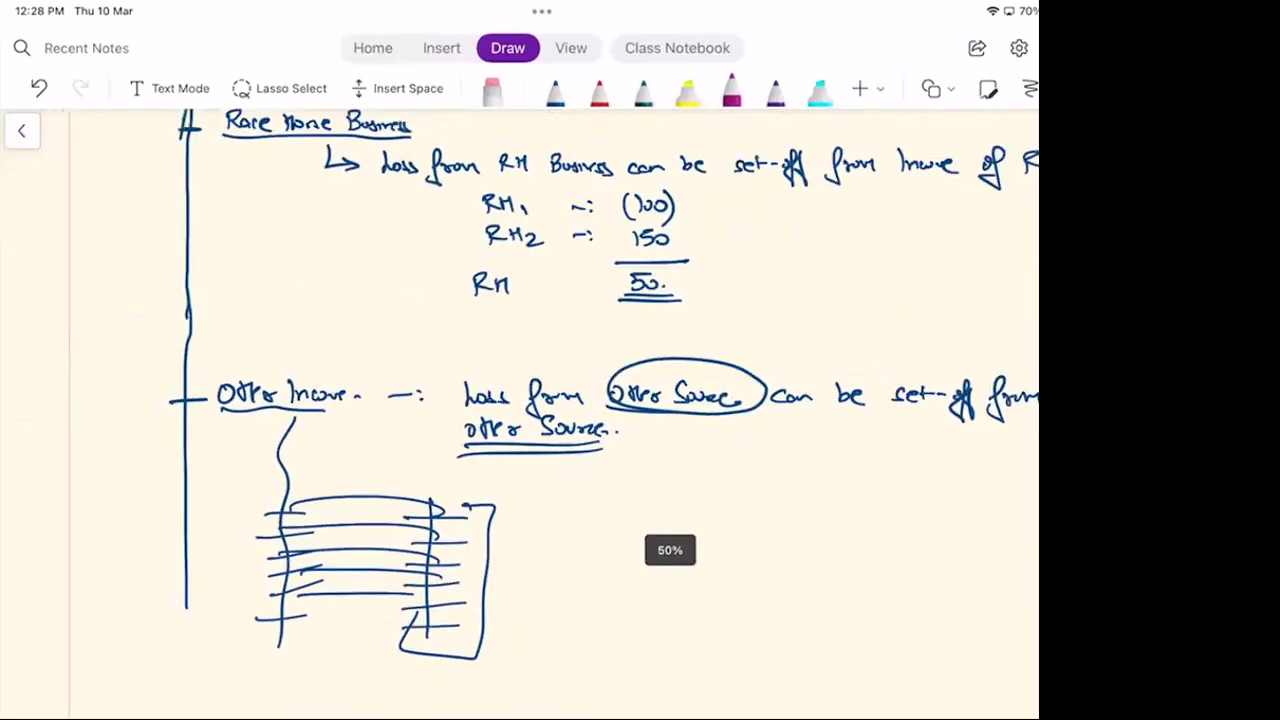 12:28 PM Thu 10 Mar
70%
Recent Notes
Home Insert Draw View Class Notebook
Text Mode Lasso Select Insert Space
Race Horse Business
Loss from RH Business can be set-off from Income of R
RH1 -: (100)
RH2 -: 150
RH 50.
Other Income. -: Loss from Other Source can be set-off from
other Source.
50%